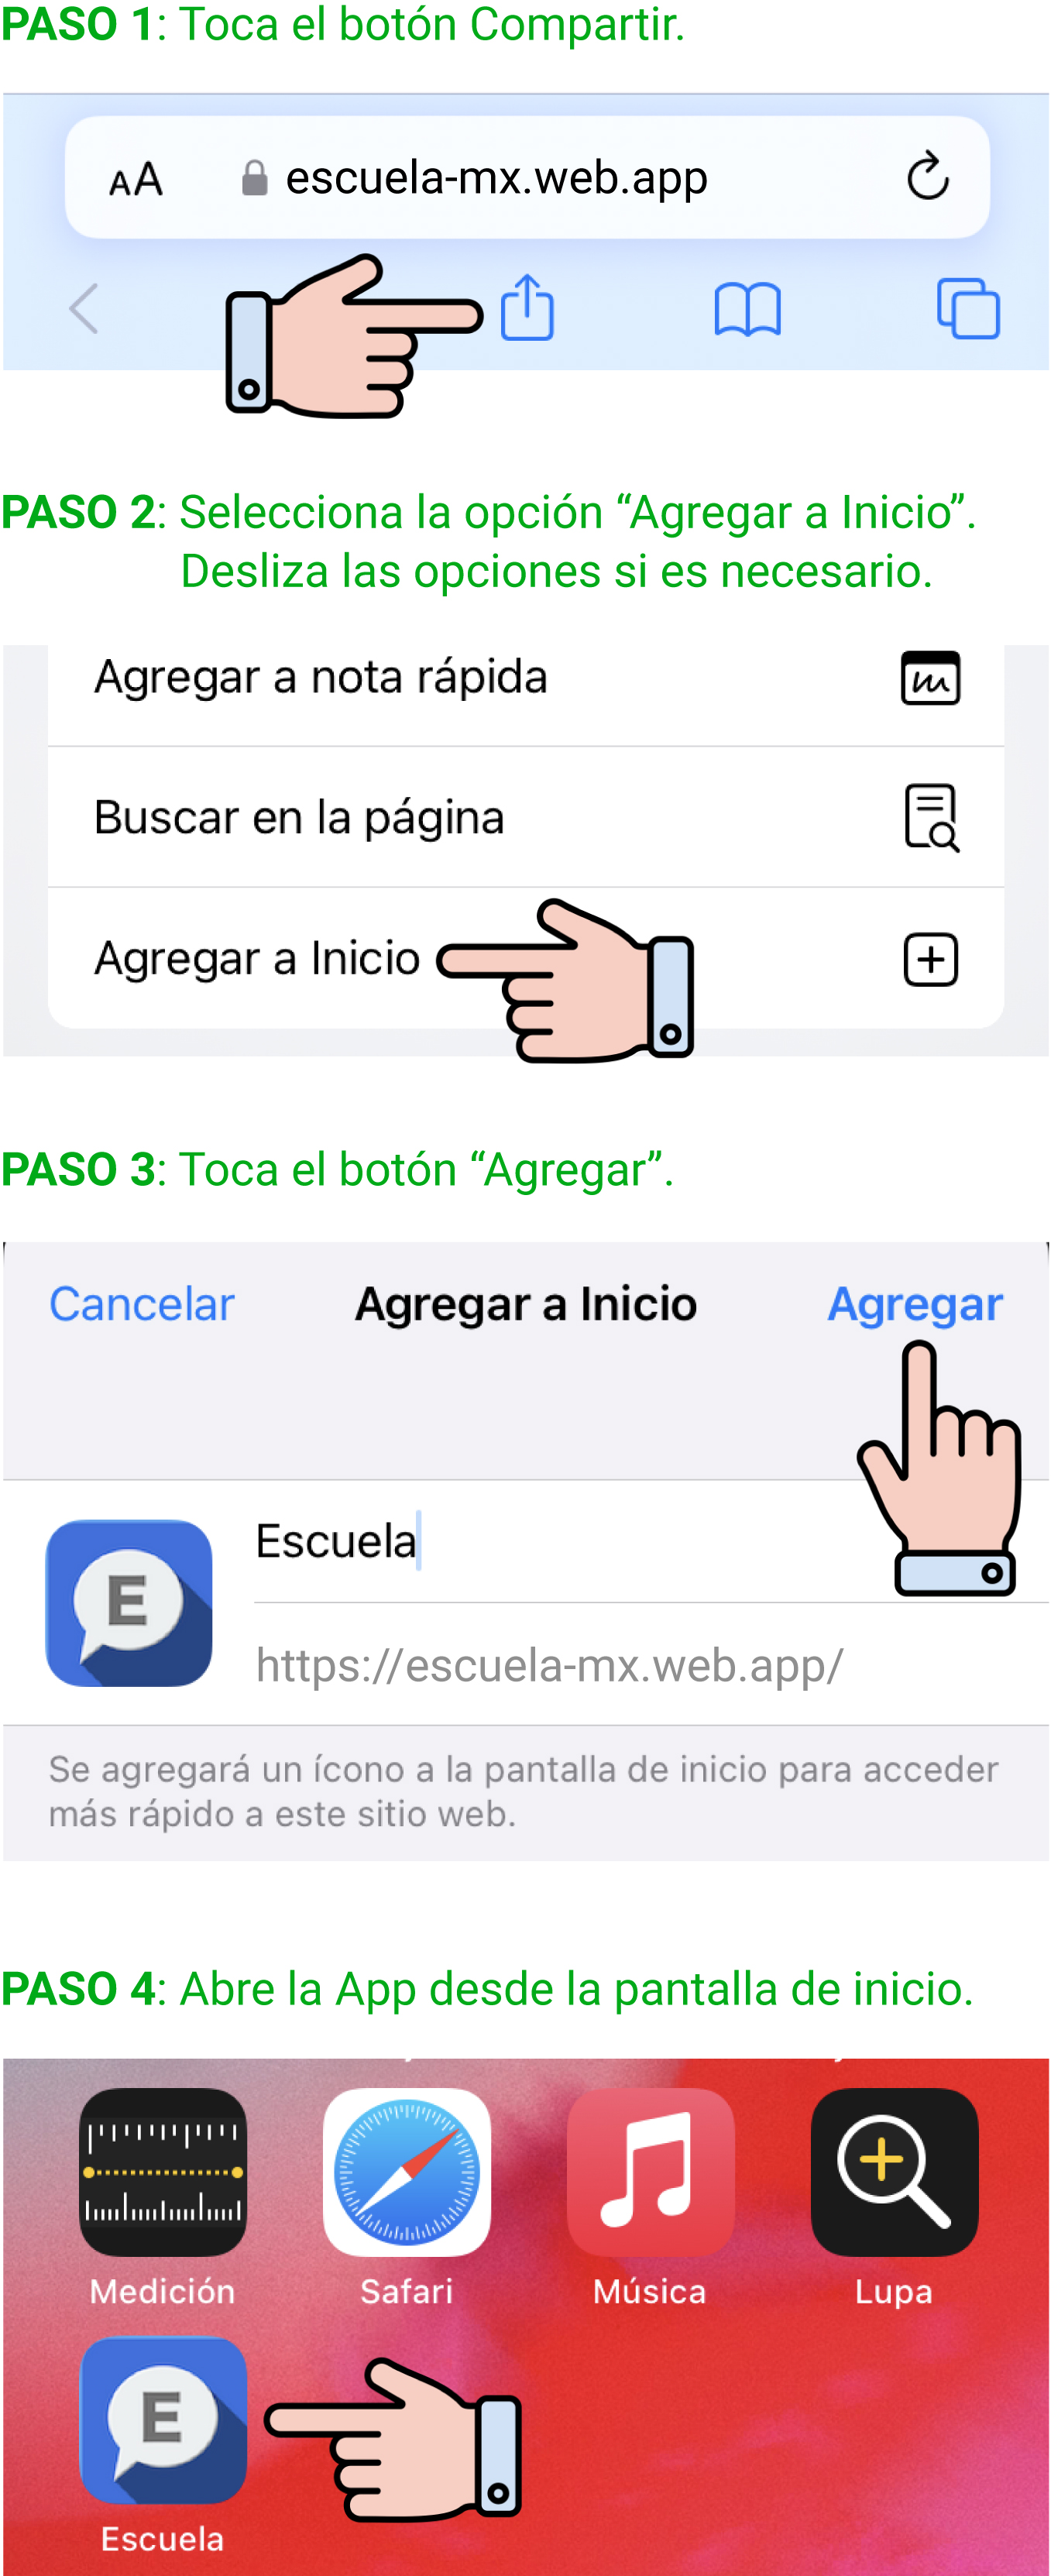 PASO 1: Toca el botón Compartir.
AA escuela-mx.web.app
PASO 2: Selecciona la opción “Agregar a Inicio”.
Desliza las opciones si es necesario.
Agregar a nota rápida
Buscar en la página
Agregar a Inicio
PASO 3: Toca el botón “Agregar”.
Cancelar Agregar a Inicio Agregar
E
Escuela
https://escuela-mx.web.app/
Se agregará un ícono a la pantalla de inicio para acceder
más rápido a este sitio web.
PASO 4: Abre la App desde la pantalla de inicio.
Medición Safari Música Lupa
E
Escuela